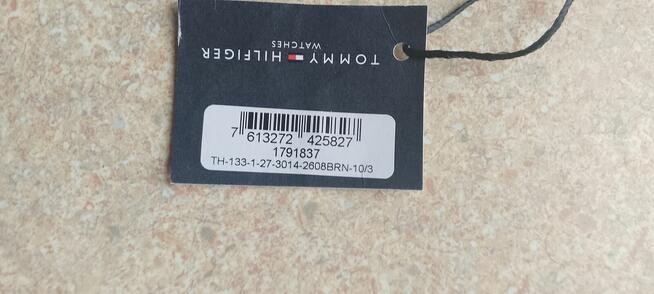 TOMMY HILFIGER
WATCHES
7 613272 425827
1791837
TH-133-1-27-3014-2608BRN-10/3